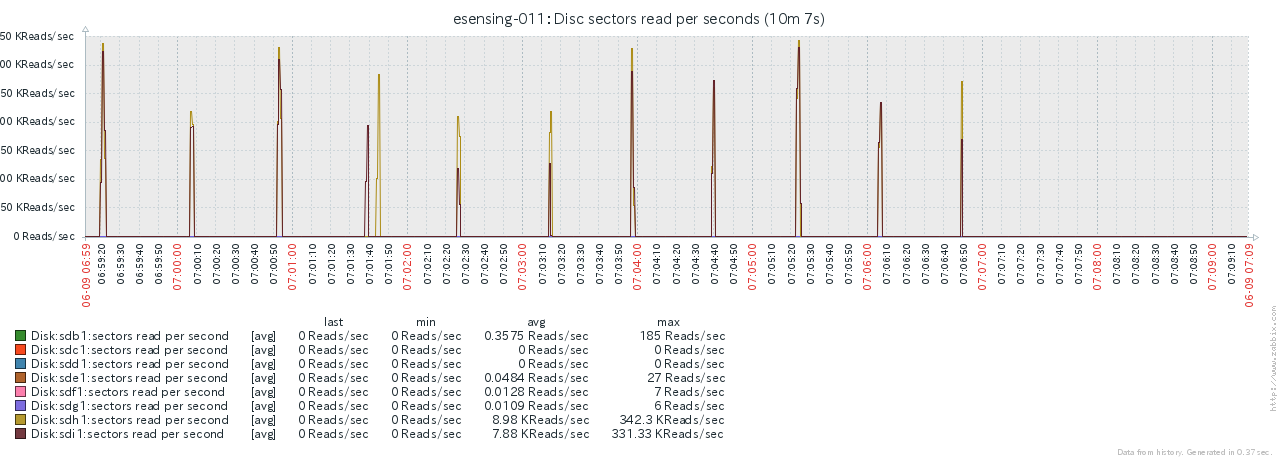 esensing-011: Disc sectors read per seconds (10m 7s)
50 KReads/sec
00 KReads/sec
50 KReads/sec
00 KReads/sec
50 KReads/sec
00 KReads/sec
50 KReads/sec
0 Reads/sec
06-09 06:59 06:59:20 06:59:30 06:59:40 06:59:50 07:00:00 07:00:10 07:00:20 07:00:30 07:00:40 07:00:50 07:01:00 07:01:10 07:01:20 07:01:30 07:01:40 07:01:50 07:02:00 07:02:10 07:02:20 07:02:30 07:02:40 07:02:50 07:03:00 07:03:10 07:03:20 07:03:30 07:03:40 07:03:50 07:04:00 07:04:10 07:04:20 07:04:30 07:04:40 07:04:50 07:05:00 07:05:10 07:05:20 07:05:30 07:05:40 07:05:50 07:06:00 07:06:10 07:06:20 07:06:30 07:06:40 07:06:50 07:07:00 07:07:10 07:07:20 07:07:30 07:07:40 07:07:50 07:08:00 07:08:10 07:08:20 07:08:30 07:08:40 07:08:50 07:09:00 07:09:10 06-09 07:09
last min avg max
Disk:sdb1:sectors read per second [avg] 0 Reads/sec 0 Reads/sec 0.3575 Reads/sec 185 Reads/sec
Disk:sdc1:sectors read per second [avg] 0 Reads/sec 0 Reads/sec 0 Reads/sec 0 Reads/sec
Disk:sdd1:sectors read per second [avg] 0 Reads/sec 0 Reads/sec 0 Reads/sec 0 Reads/sec
Disk:sde1:sectors read per second [avg] 0 Reads/sec 0 Reads/sec 0.0484 Reads/sec 27 Reads/sec
Disk:sdf1:sectors read per second [avg] 0 Reads/sec 0 Reads/sec 0.0128 Reads/sec 7 Reads/sec
Disk:sdg1:sectors read per second [avg] 0 Reads/sec 0 Reads/sec 0.0109 Reads/sec 6 Reads/sec
Disk:sdh1:sectors read per second [avg] 0 Reads/sec 0 Reads/sec 8.98 KReads/sec 342.3 KReads/sec
Disk:sdi1:sectors read per second [avg] 0 Reads/sec 0 Reads/sec 7.88 KReads/sec 331.33 KReads/sec
http://www.zabbix.com
Data from history. Generated in 0.37 sec.